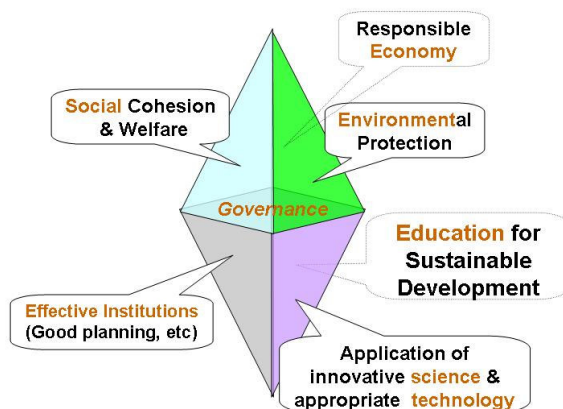 Responsible
Economy
Social Cohesion
& Welfare
Environmental
Protection
Governance
Education for
Sustainable
Development
Effective Institutions
(Good planning, etc)
Application of
innovative science &
appropriate technology